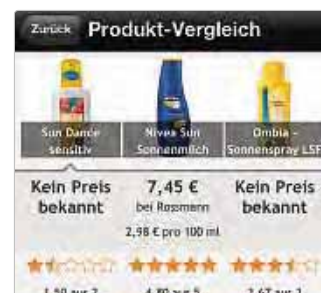 Zurück Produkt-Vergleich
Sun Dance
sensitiv
Nivea Sun
Sonnenmilch
Ombia -
Sonnenspray LSF
Kein Preis
bekannt
7,45 €
bei Rossmann
2,98 € pro 100 ml
Kein Preis
bekannt